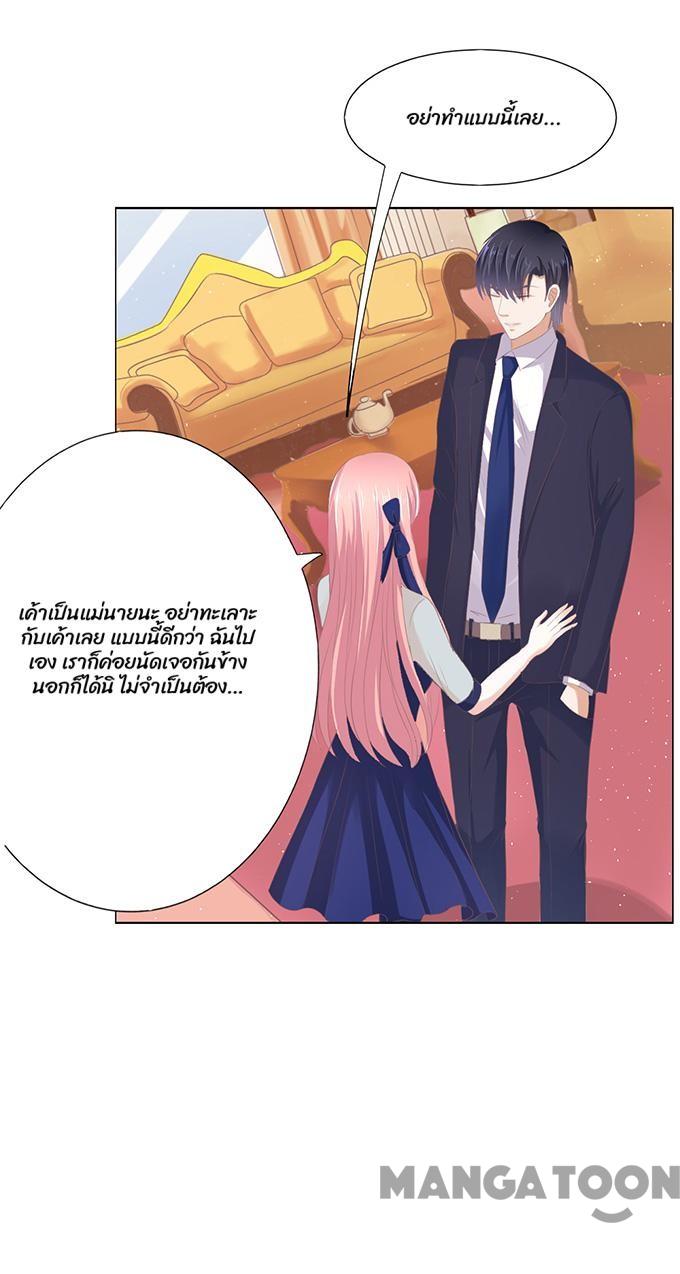 อย่าทำแบบนี้เลย...
เค้าเป็นแม่นายนะ อย่าทะเลาะ
กับเค้าเลย แบบนี้ดีกว่า ฉันไป
เอง เราก็ค่อยนัดเจอกันข้าง
นอกก็ได้นิ ไม่จำเป็นต้อง...
MANGATOON